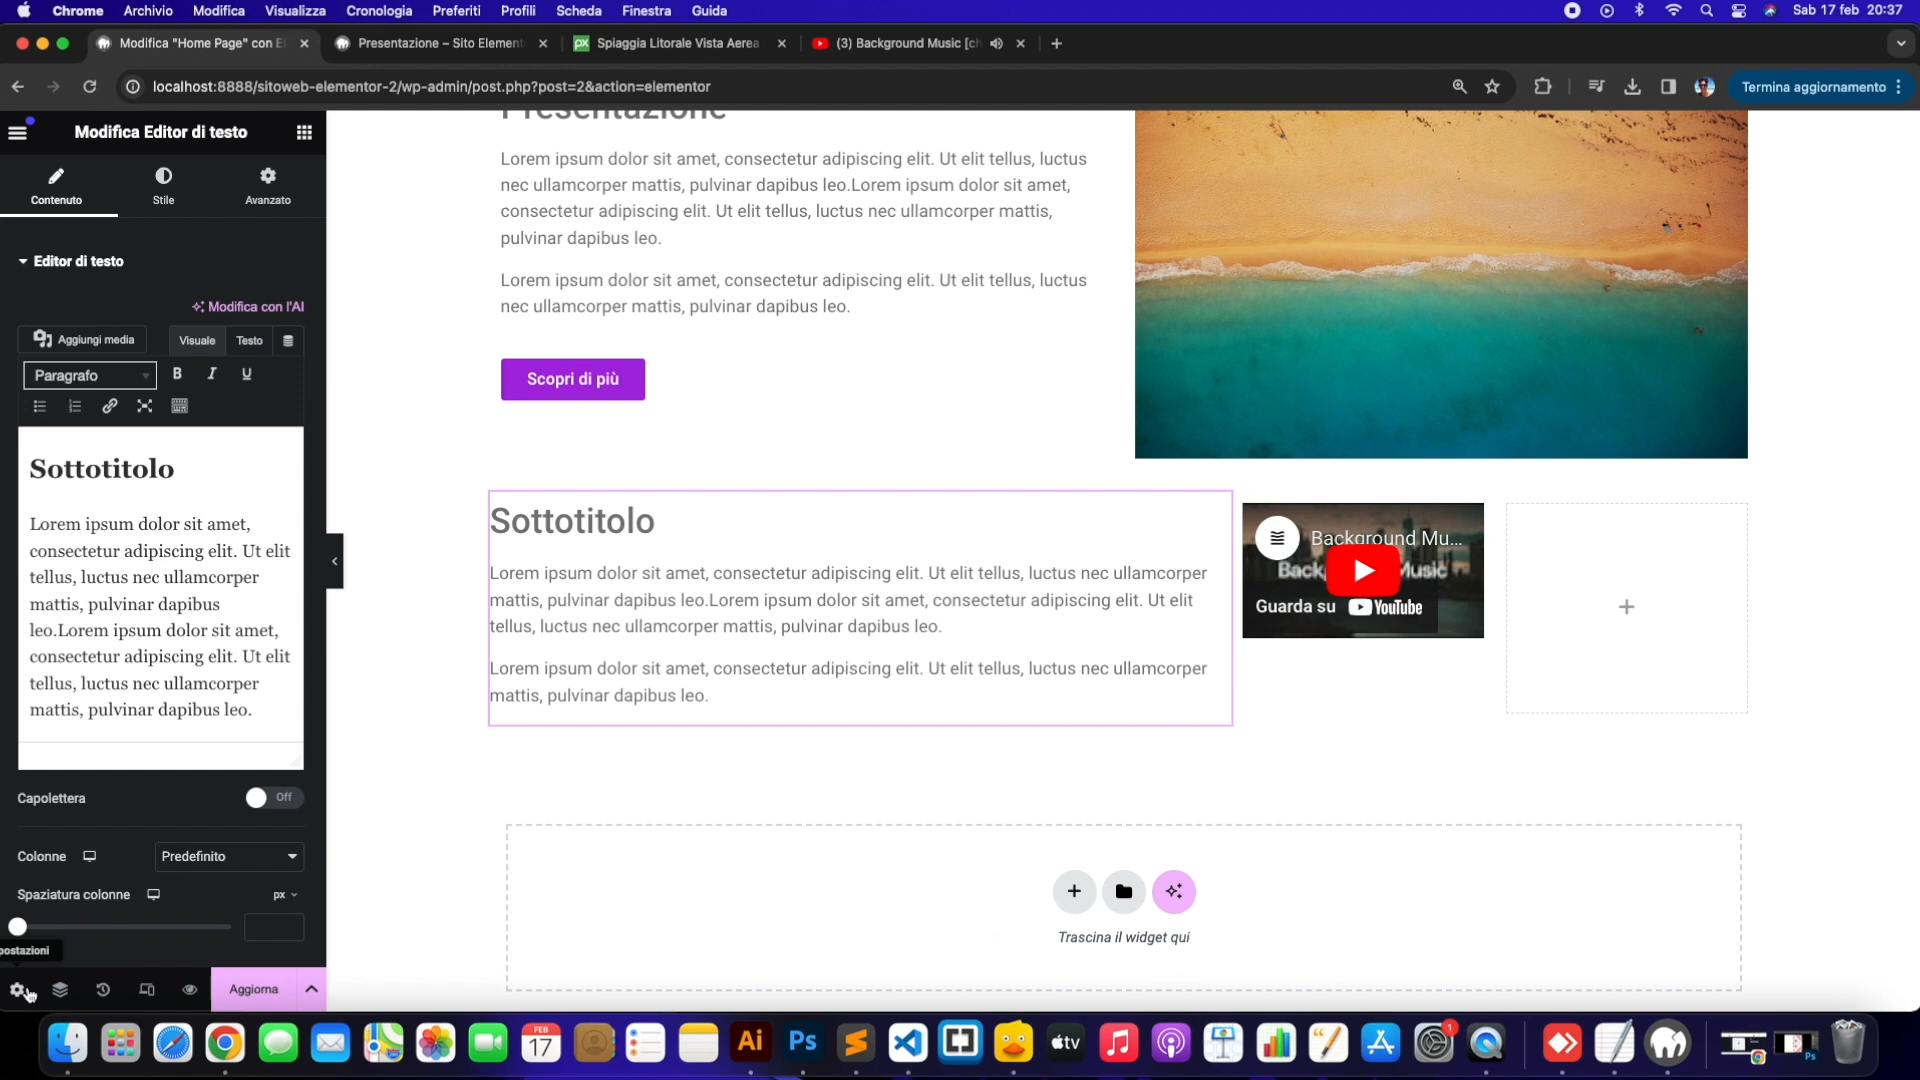 Chrome Archivio Modifica Visualizza Cronologia Preferiti Profili Scheda Finestra Guida Sab 17 feb 20:37
Modifica "Home Page" con E
Presentazione – Sito Element
Spiaggia Litorale Vista Aerea
(3) Background Music [ch
localhost:8888/sitoweb-elementor-2/wp-admin/post.php?post=2&action=elementor
Termina aggiornamento
Modifica Editor di testo
Contenuto Stile Avanzato
Editor di testo
Modifica con l'AI
Aggiungi media Visuale Testo
Paragrafo B I U
Sottotitolo
Lorem ipsum dolor sit amet,
consectetur adipiscing elit. Ut elit
tellus, luctus nec ullamcorper
mattis, pulvinar dapibus
leo.Lorem ipsum dolor sit amet,
consectetur adipiscing elit. Ut elit
tellus, luctus nec ullamcorper
mattis, pulvinar dapibus leo.
Capolettera Off
Colonne Predefinito
Spaziatura colonne px
postazioni
Aggiorna
Presentazione
Lorem ipsum dolor sit amet, consectetur adipiscing elit. Ut elit tellus, luctus
nec ullamcorper mattis, pulvinar dapibus leo.Lorem ipsum dolor sit amet,
consectetur adipiscing elit. Ut elit tellus, luctus nec ullamcorper mattis,
pulvinar dapibus leo.
Lorem ipsum dolor sit amet, consectetur adipiscing elit. Ut elit tellus, luctus
nec ullamcorper mattis, pulvinar dapibus leo.
Scopri di più
Sottotitolo
Lorem ipsum dolor sit amet, consectetur adipiscing elit. Ut elit tellus, luctus nec ullamcorper
mattis, pulvinar dapibus leo.Lorem ipsum dolor sit amet, consectetur adipiscing elit. Ut elit
tellus, luctus nec ullamcorper mattis, pulvinar dapibus leo.
Lorem ipsum dolor sit amet, consectetur adipiscing elit. Ut elit tellus, luctus nec ullamcorper
mattis, pulvinar dapibus leo.
Background Mu...
Back Music
Guarda su YouTube
Trascina il widget qui
FEB
17
Ai
Ps
tv
1
Ps